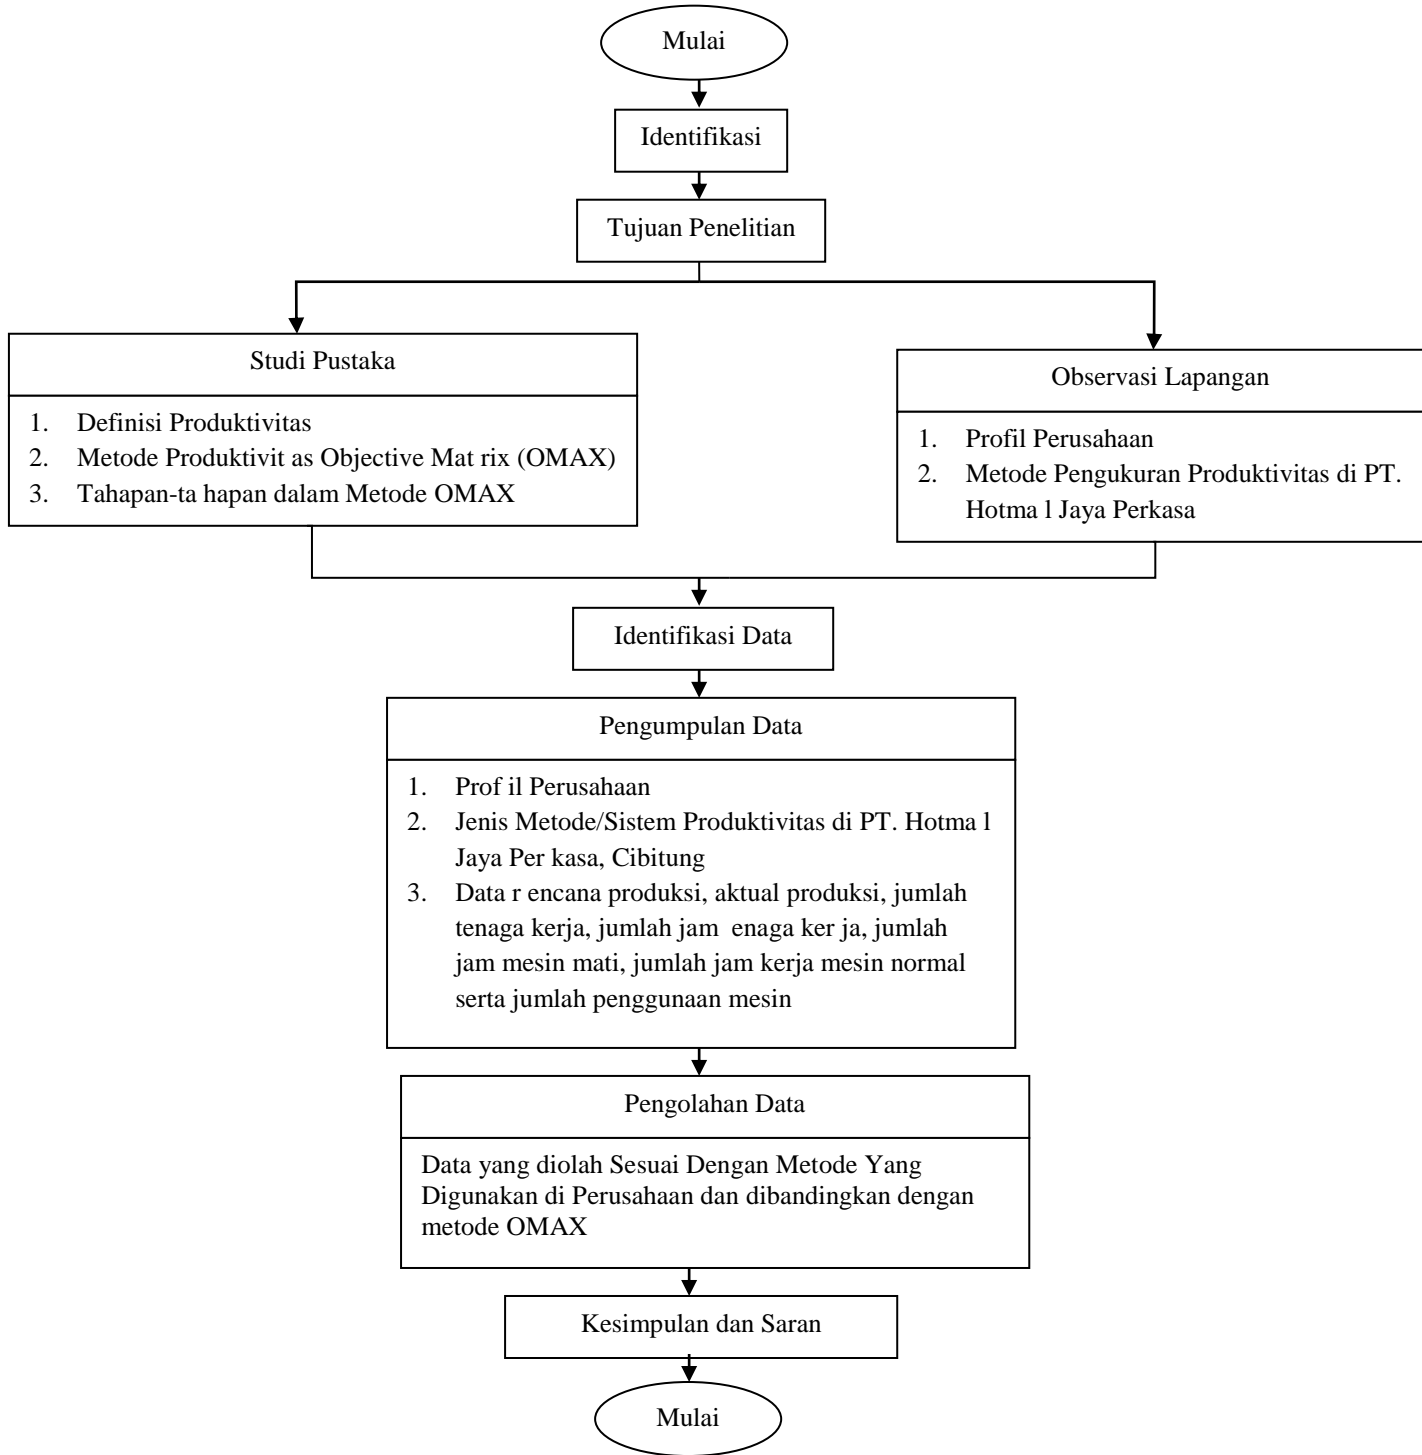 Mulai
Identifikasi
Tujuan Penelitian
Studi Pustaka
1. Definisi Produktivitas
2. Metode Produktivit as Objective Mat rix (OMAX)
3. Tahapan-ta hapan dalam Metode OMAX
Observasi Lapangan
1. Profil Perusahaan
2. Metode Pengukuran Produktivitas di PT.
Hotma l Jaya Perkasa
Identifikasi Data
Pengumpulan Data
1. Prof il Perusahaan
2. Jenis Metode/Sistem Produktivitas di PT. Hotma l
Jaya Per kasa, Cibitung
3. Data r encana produksi, aktual produksi, jumlah
tenaga kerja, jumlah jam  enaga ker ja, jumlah
jam mesin mati, jumlah jam kerja mesin normal
serta jumlah penggunaan mesin
Pengolahan Data
Data yang diolah Sesuai Dengan Metode Yang
Digunakan di Perusahaan dan dibandingkan dengan
metode OMAX
Kesimpulan dan Saran
Mulai